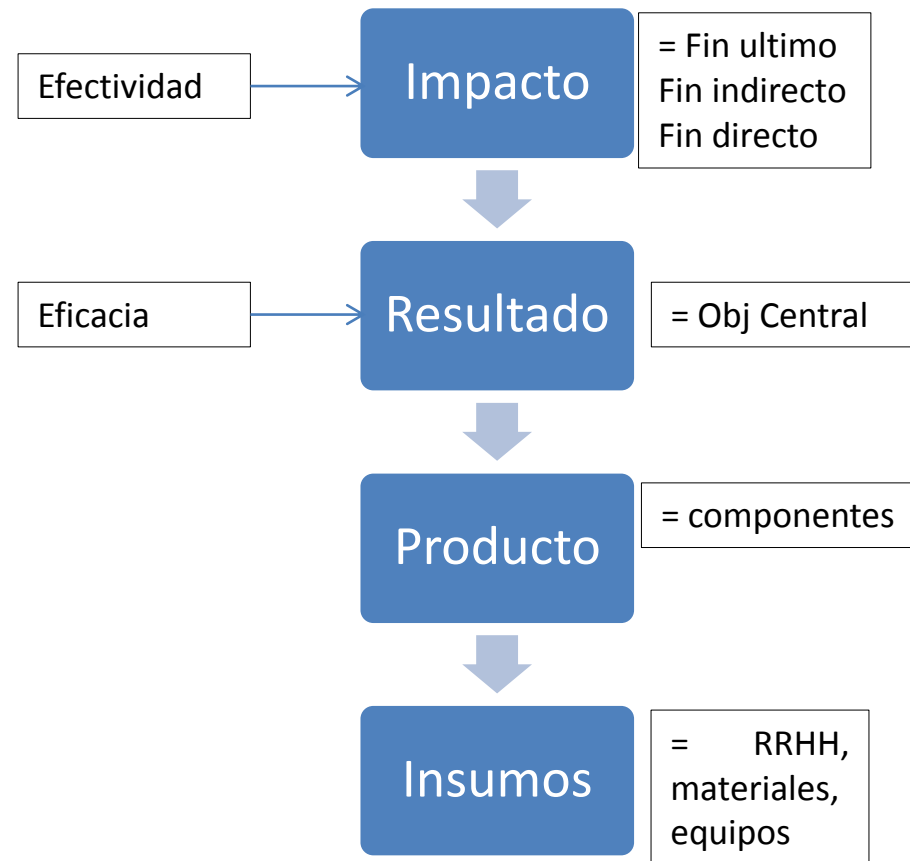 Efectividad
Impacto
= Fin ultimo
Fin indirecto
Fin directo
Eficacia
Resultado
= Obj Central
Producto
= componentes
Insumos
= RRHH,
materiales,
equipos